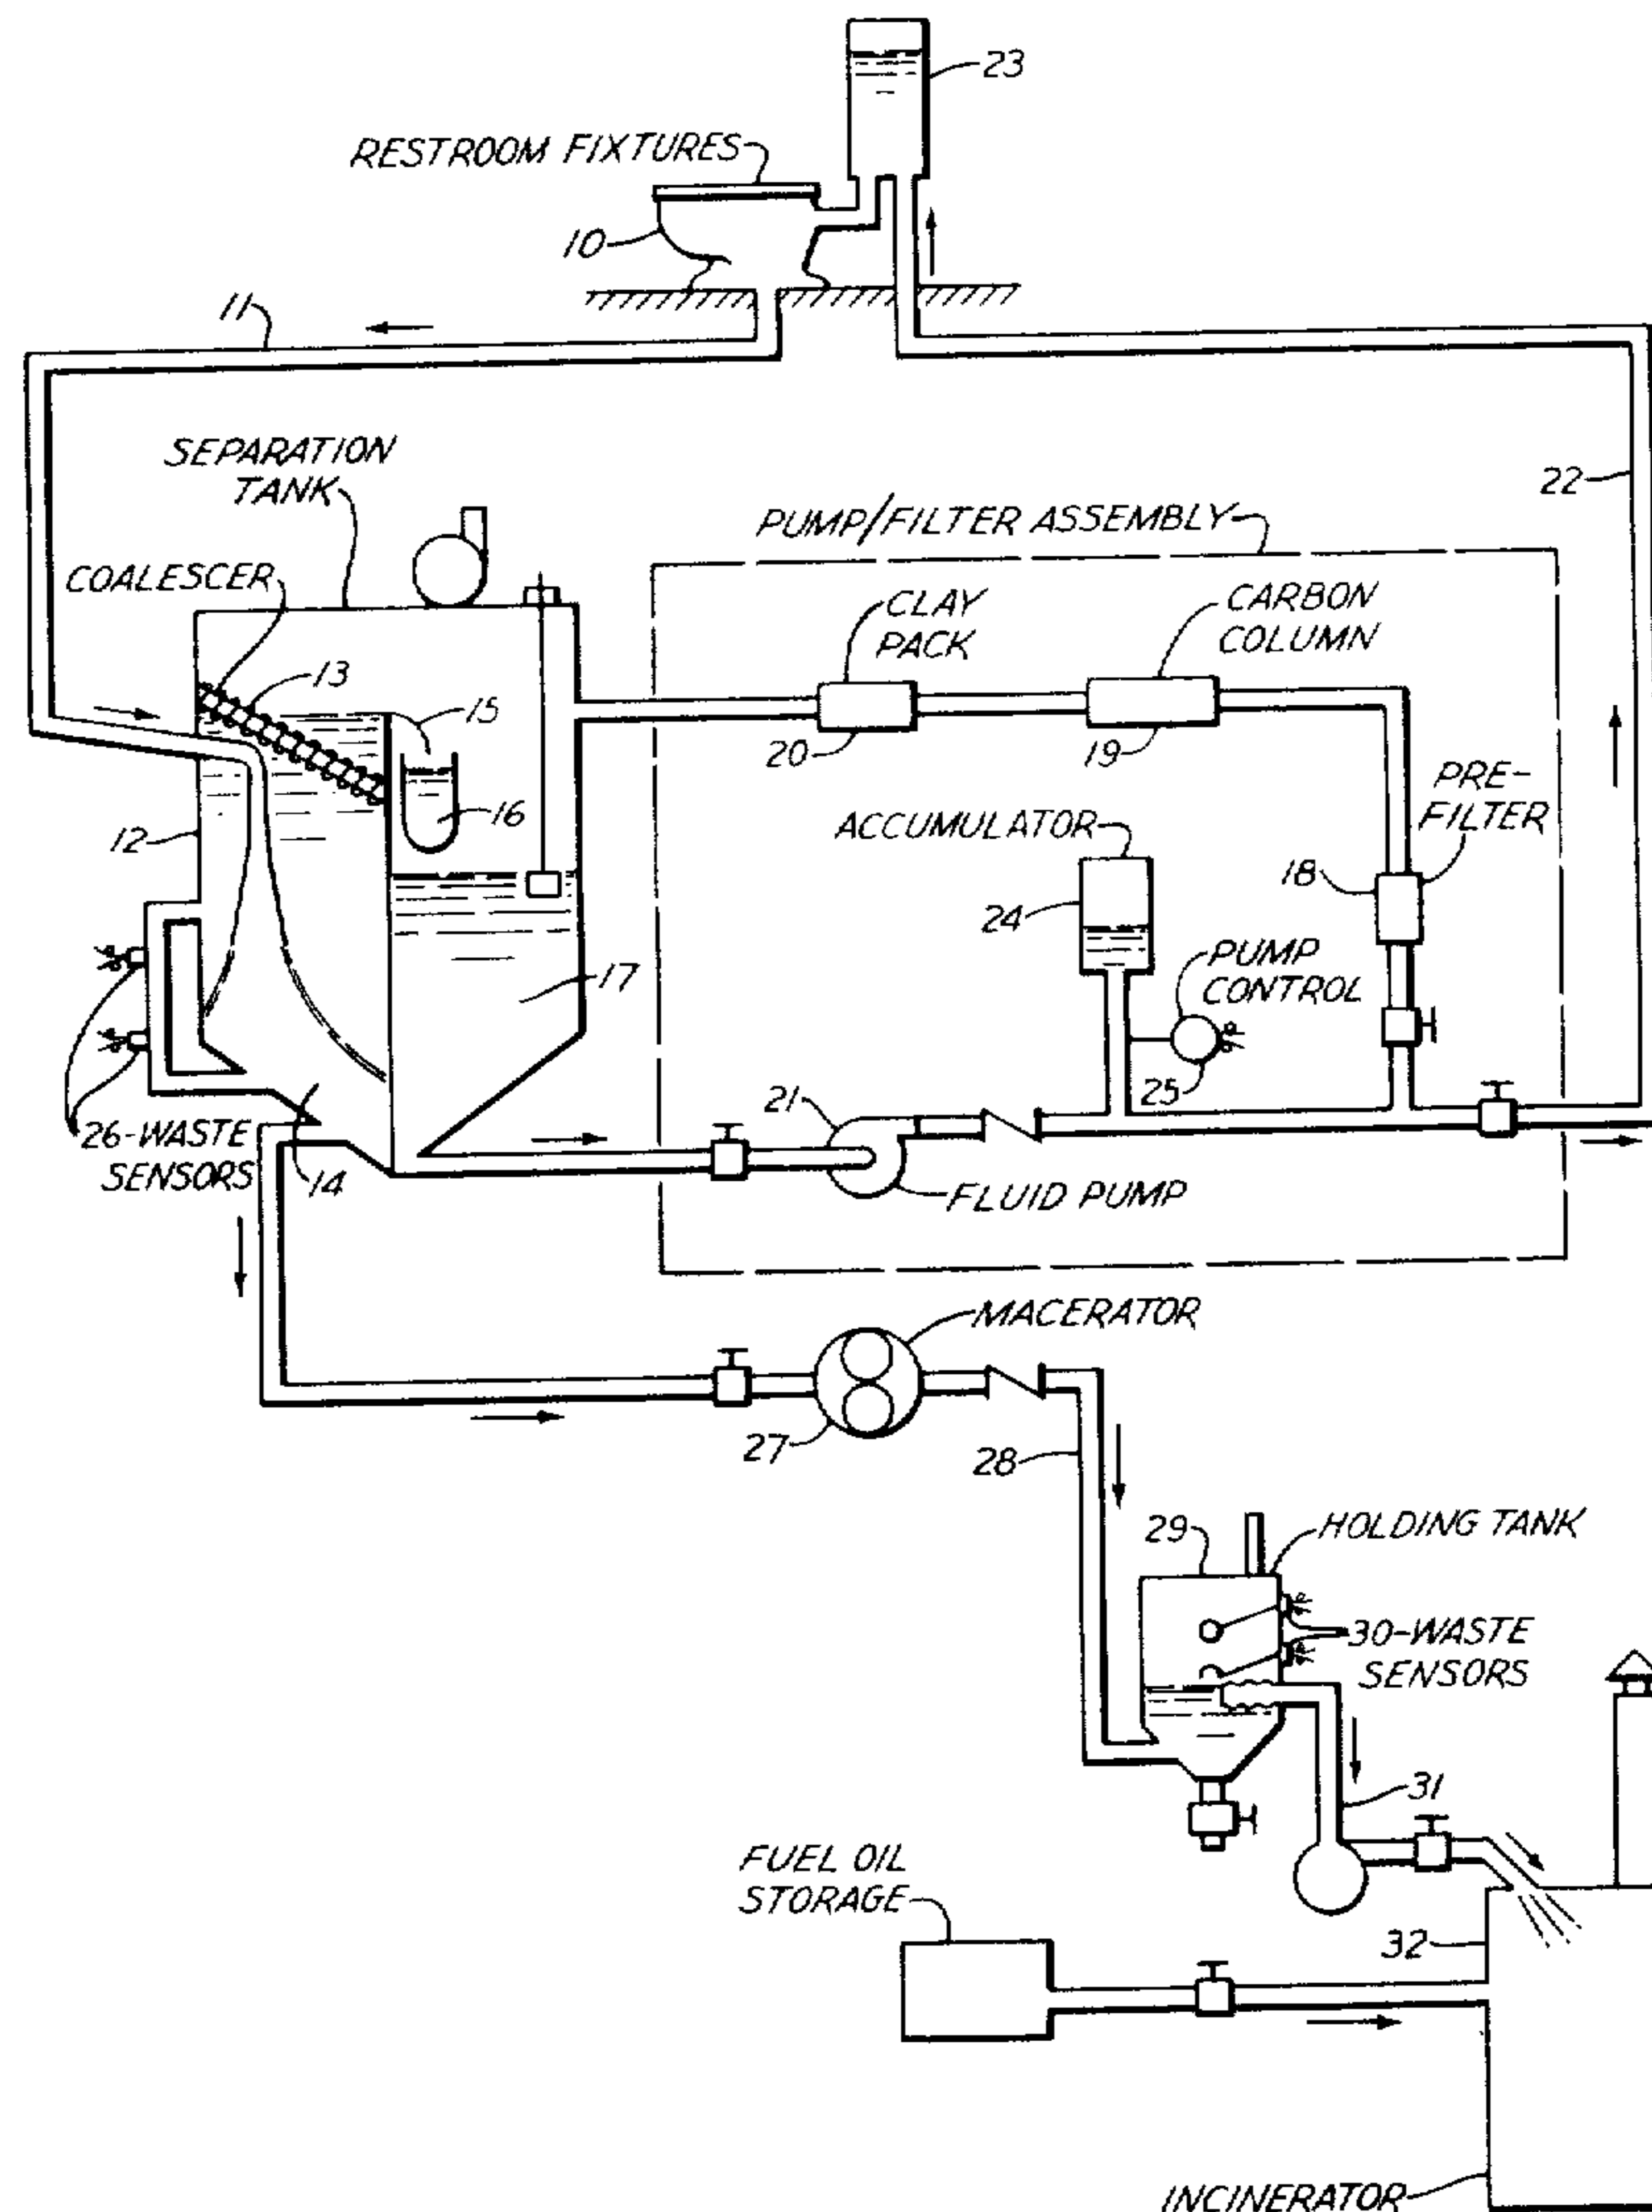 23
RESTROOM FIXTURES
10
11
SEPARATION
TANK
22
PUMP/FILTER ASSEMBLY
COALESCER
CLAY
PACK
CARBON
COLUMN
13
15
20
19
PRE-
FILTER
16
12
ACCUMULATOR
18
24
17
PUMP
CONTROL
25
21
26-WASTE
SENSORS
14
FLUID PUMP
MACERATOR
27
28
29
HOLDING TANK
30-WASTE
SENSORS
31
FUEL OIL
STORAGE
32
INCINERATOR